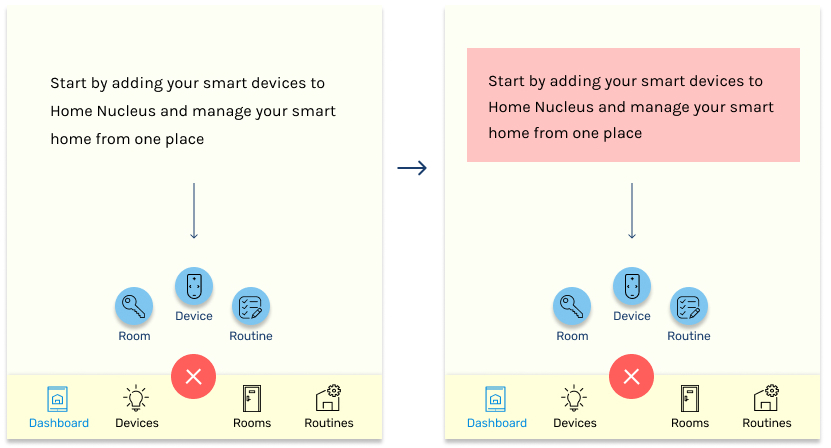 Start by adding your smart devices to
Home Nucleus and manage your smart
home from one place
Device
Room
Routine
Dashboard
Devices
Rooms
Routines
Start by adding your smart devices to
Home Nucleus and manage your smart
home from one place
Device
Room
Routine
Dashboard
Devices
Rooms
Routines